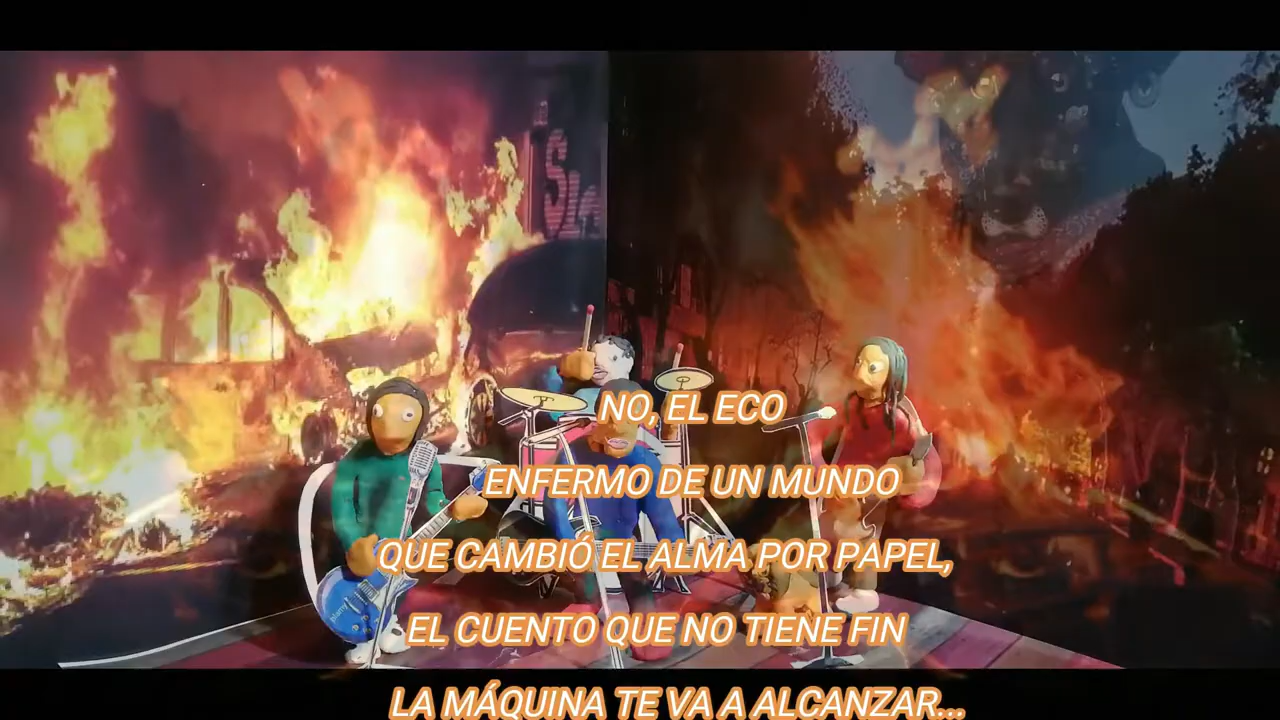 NO, EL ECO
ENFERMO DE UN MUNDO
QUE CAMBIÓ EL ALMA POR PAPEL,
EL CUENTO QUE NO TIENE FIN
LA MÁQUINA TE VA A ALCANZAR...